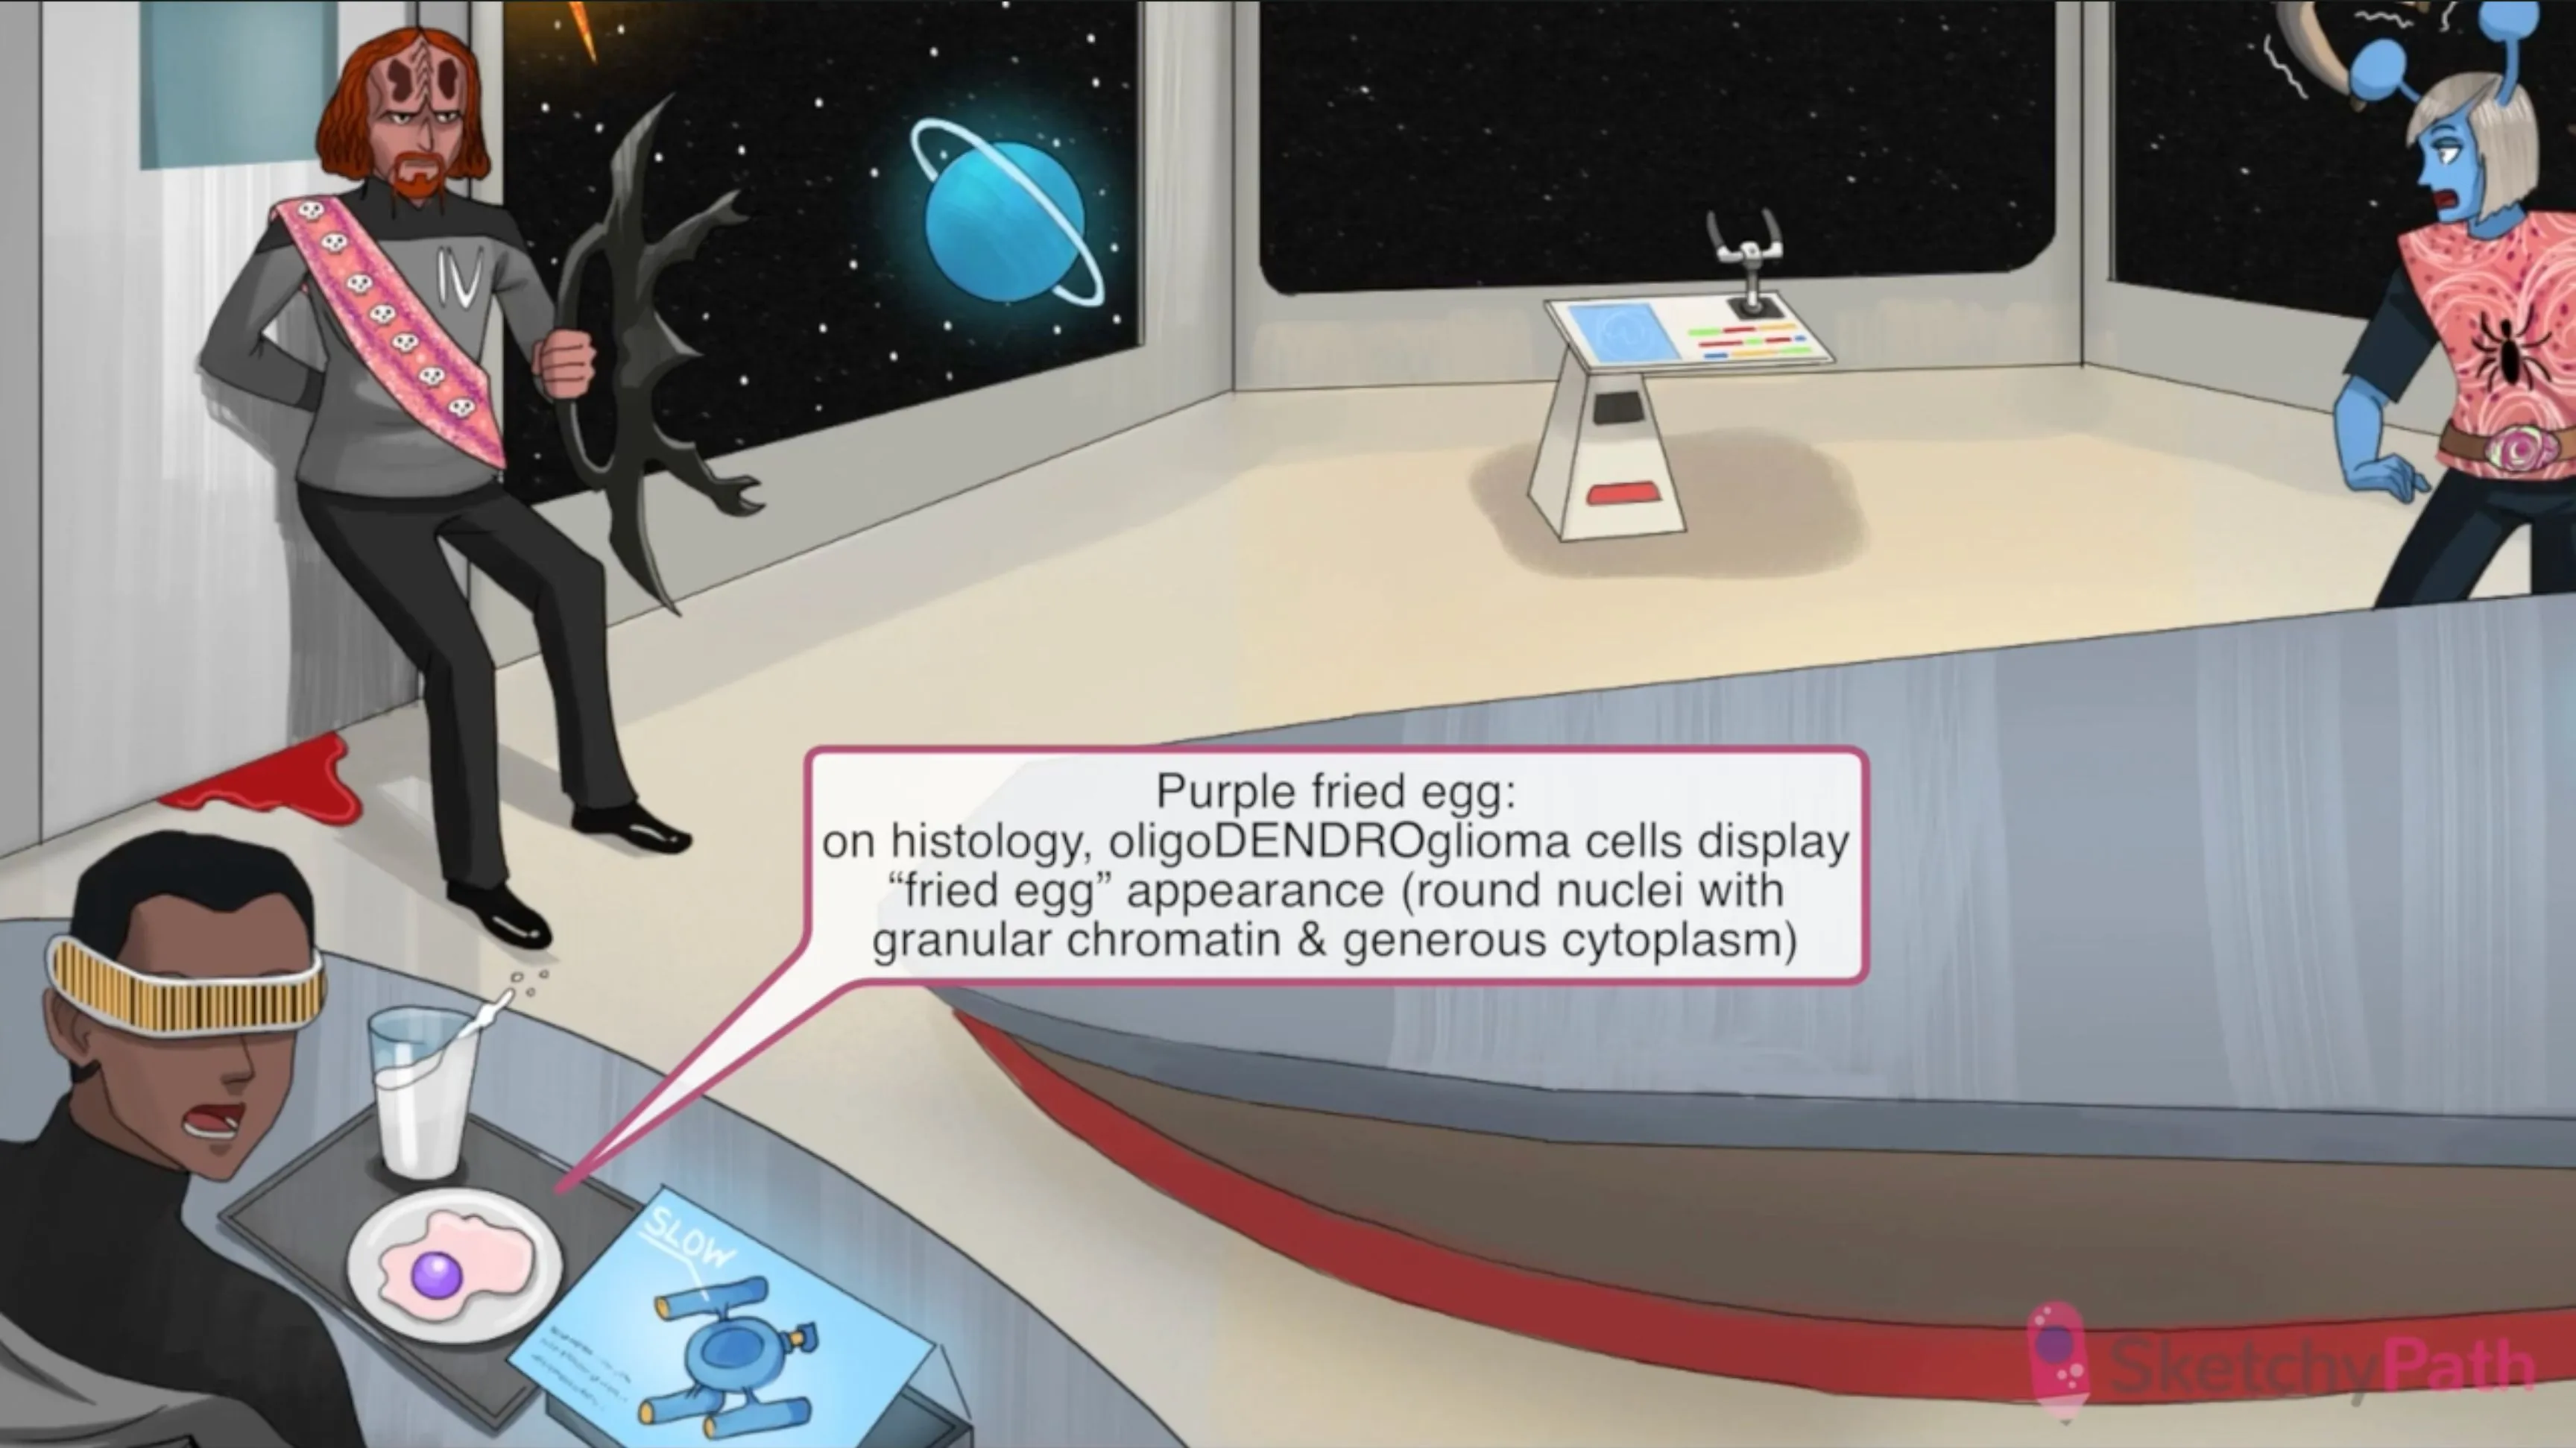 IV
Purple fried egg:
on histology, oligoDENDROglioma cells display
“fried egg” appearance (round nuclei with
granular chromatin & generous cytoplasm)
SLOW
SketchyPath